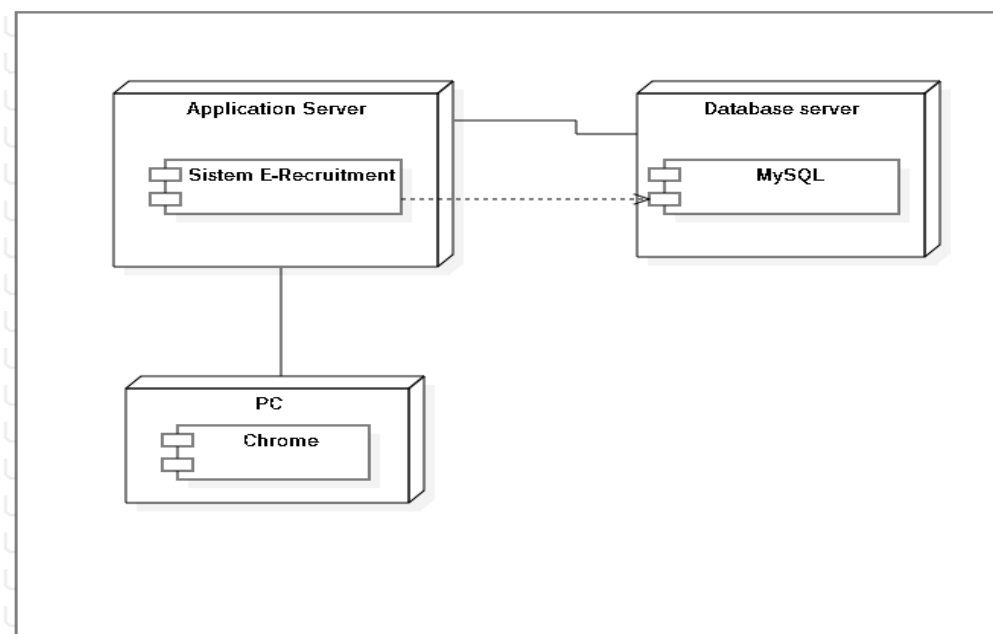 Application Server
Sistem E-Recruitment
Database server
MySQL
PC
Chrome